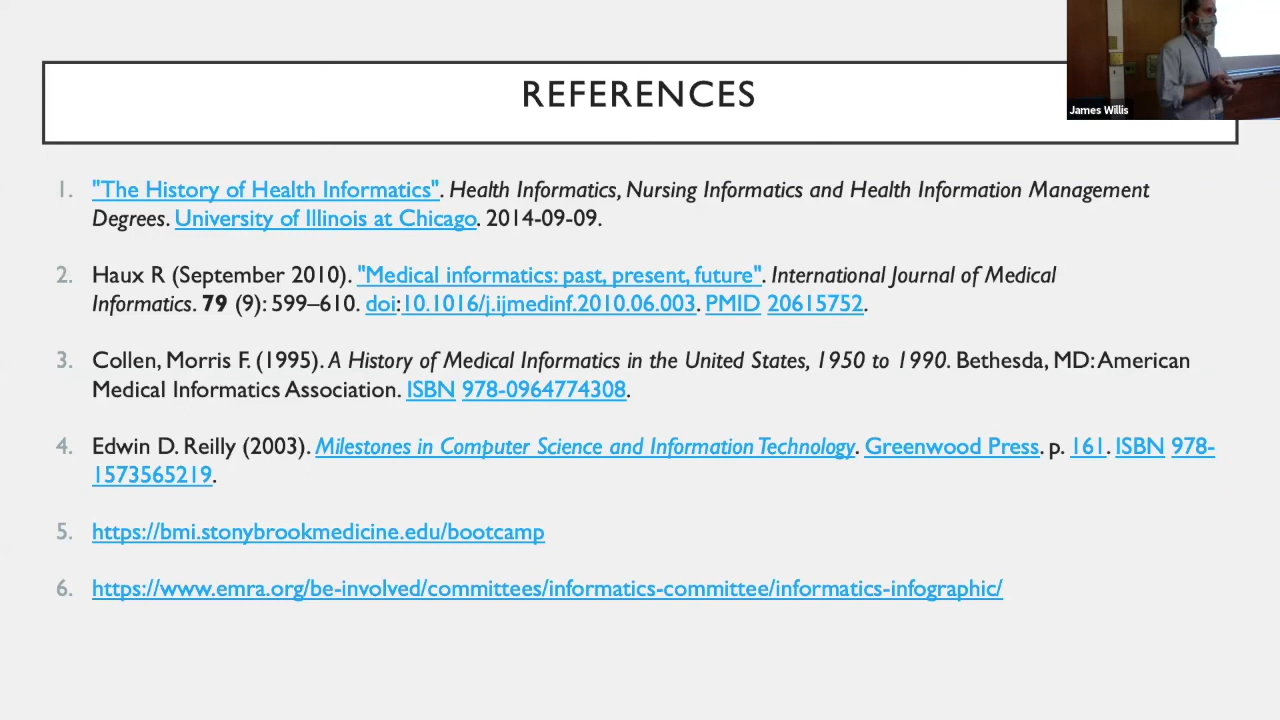 REFERENCES
James Willis
1. "The History of Health Informatics". Health Informatics, Nursing Informatics and Health Information Management
Degrees. University of Illinois at Chicago. 2014-09-09.
2. Haux R (September 2010). "Medical informatics: past, present, future". International Journal of Medical
Informatics. 79 (9): 599–610. doi:10.1016/j.ijmedinf.2010.06.003. PMID 20615752.
3. Collen, Morris F. (1995). A History of Medical Informatics in the United States, 1950 to 1990. Bethesda, MD: American
Medical Informatics Association. ISBN 978-0964774308.
4. Edwin D. Reilly (2003). Milestones in Computer Science and Information Technology. Greenwood Press. p. 161. ISBN 978-
1573565219.
5. https://bmi.stonybrookmedicine.edu/bootcamp
6. https://www.emra.org/be-involved/committees/informatics-committee/informatics-infographic/